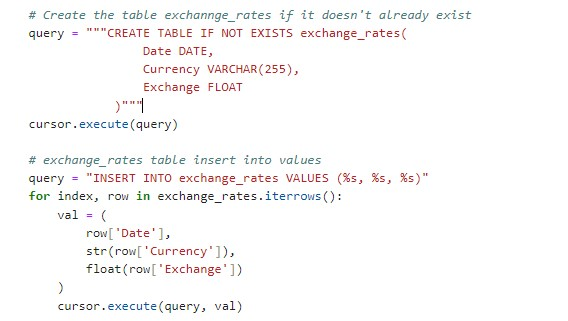 # Create the table exchannge_rates if it doesn't already exist
query = """CREATE TABLE IF NOT EXISTS exchange_rates(
Date DATE,
Currency VARCHAR(255),
Exchange FLOAT
)"""
cursor.execute(query)
# exchange_rates table insert into values
query = "INSERT INTO exchange_rates VALUES (%s, %s, %s)"
for index, row in exchange_rates.iterrows():
val = (
row['Date'],
str(row['Currency']),
float(row['Exchange'])
)
cursor.execute(query, val)